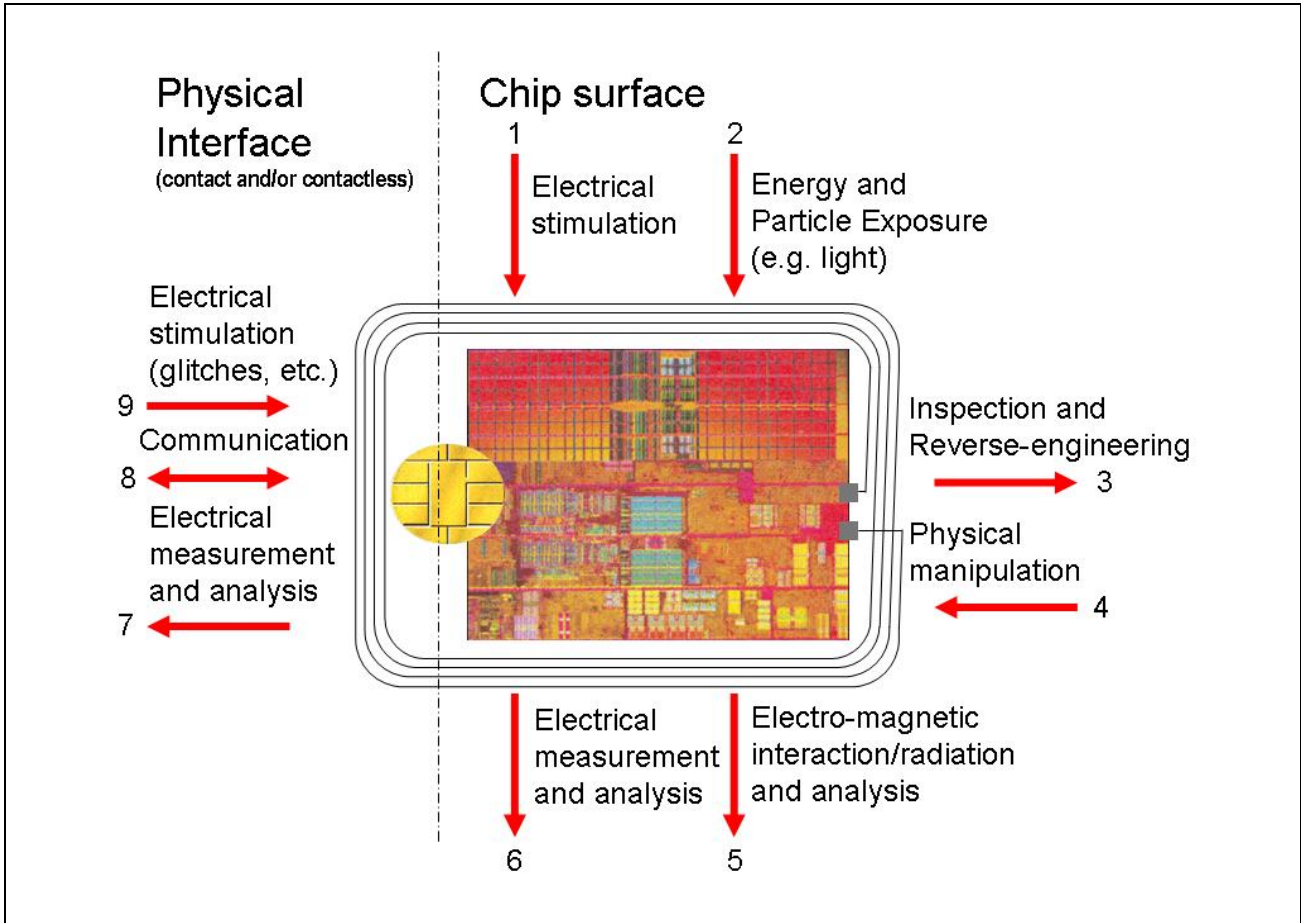 Physical
Interface
(contact and/or contactless)
Chip surface
1
2
Electrical
stimulation
Energy and
Particle Exposure
(e.g. light)
Electrical
stimulation
(glitches, etc.)
9
Communication
8
Electrical
measurement
and analysis
7
Inspection and
Reverse-engineering
3
Physical
manipulation
4
Electrical
measurement
and analysis
6
Electro-magnetic
interaction/radiation
and analysis
5